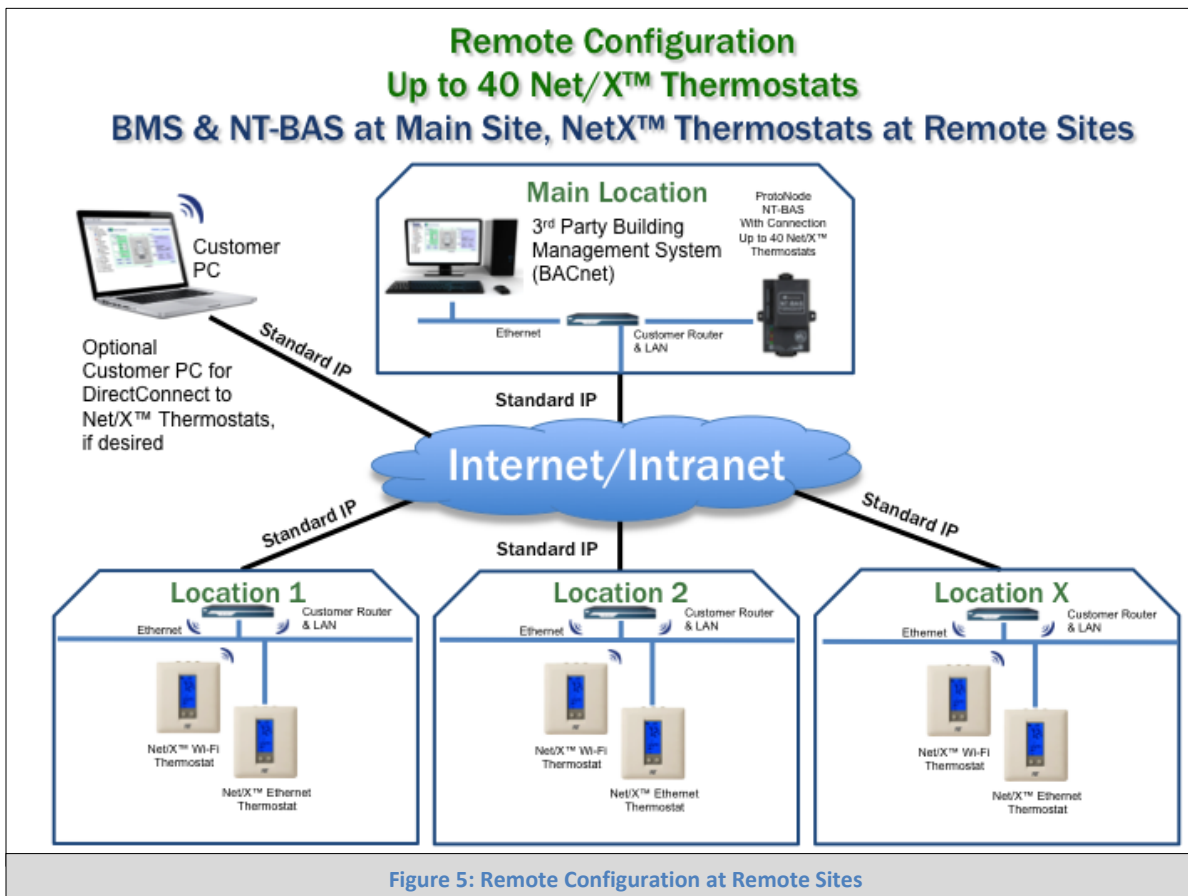 Remote Configuration
Up to 40 Net/X™ Thermostats
BMS & NT-BAS at Main Site, NetX™ Thermostats at Remote Sites
Customer
PC
Optional
Customer PC for
DirectConnect to
Net/X™ Thermostats,
if desired
Main Location
3rd Party Building
Management System
(BACnet)
ProtoNode
NT-BAS
With Connection
Up to 40 Net/X™
Thermostats
NT-BAS
Ethernet
Customer Router
& LAN
Standard IP
Standard IP
Internet/Intranet
Standard IP
Standard IP
Standard IP
Location 1
Customer Router
& LAN
Ethernet
Net/X™ Wi-Fi
Thermostat
Net/X™ Ethernet
Thermostat
Location 2
Customer Router
& LAN
Ethernet
Net/X™ Wi-Fi
Thermostat
Net/X™ Ethernet
Thermostat
Location X
Customer Router
& LAN
Ethernet
Net/X™ Wi-Fi
Thermostat
Net/X™ Ethernet
Thermostat
Figure 5: Remote Configuration at Remote Sites